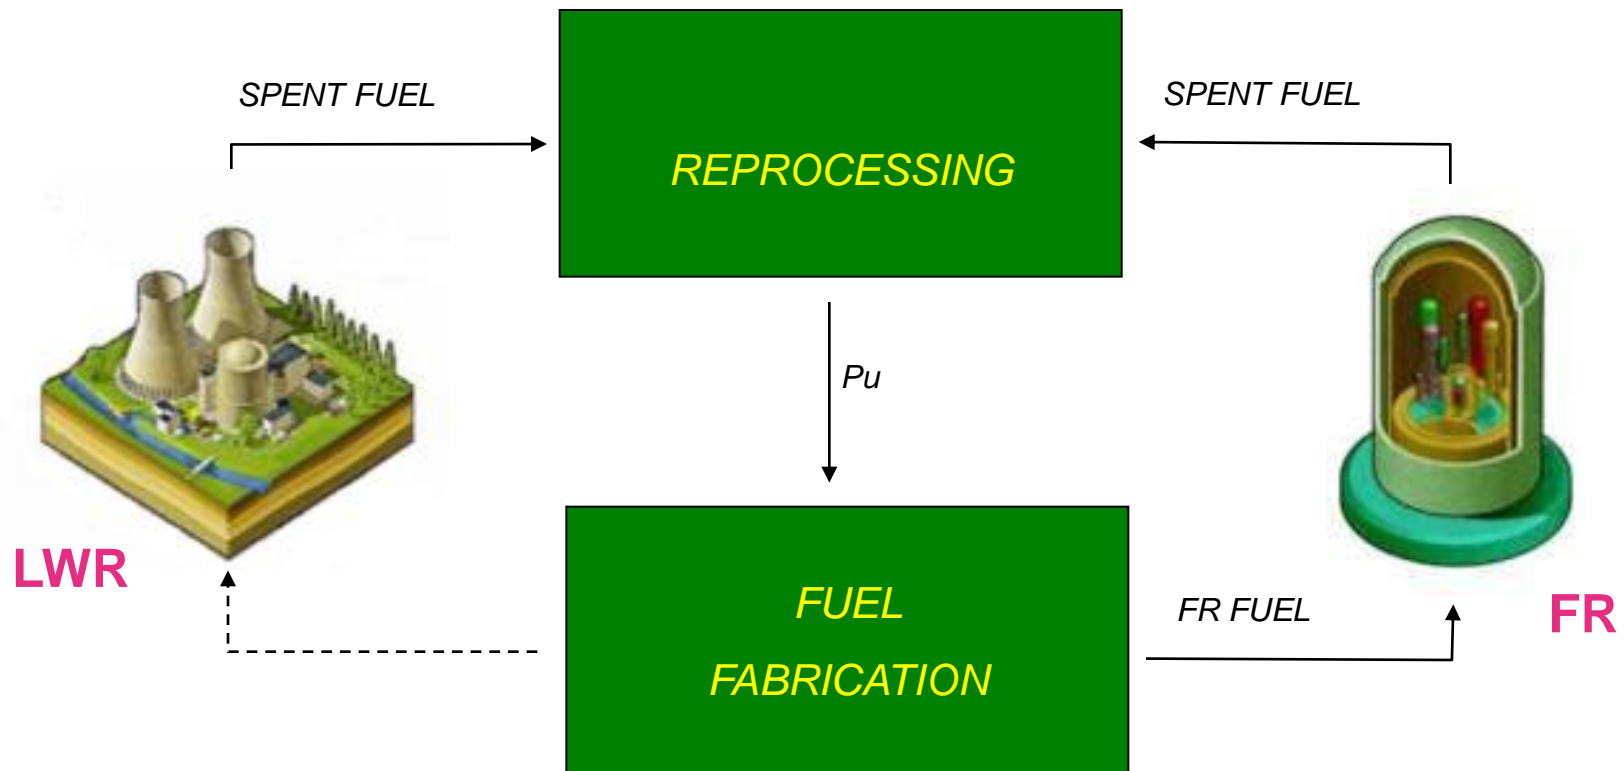 SPENT FUEL
SPENT FUEL
REPROCESSING
Pu
LWR
FUEL
FABRICATION
FR FUEL
FR